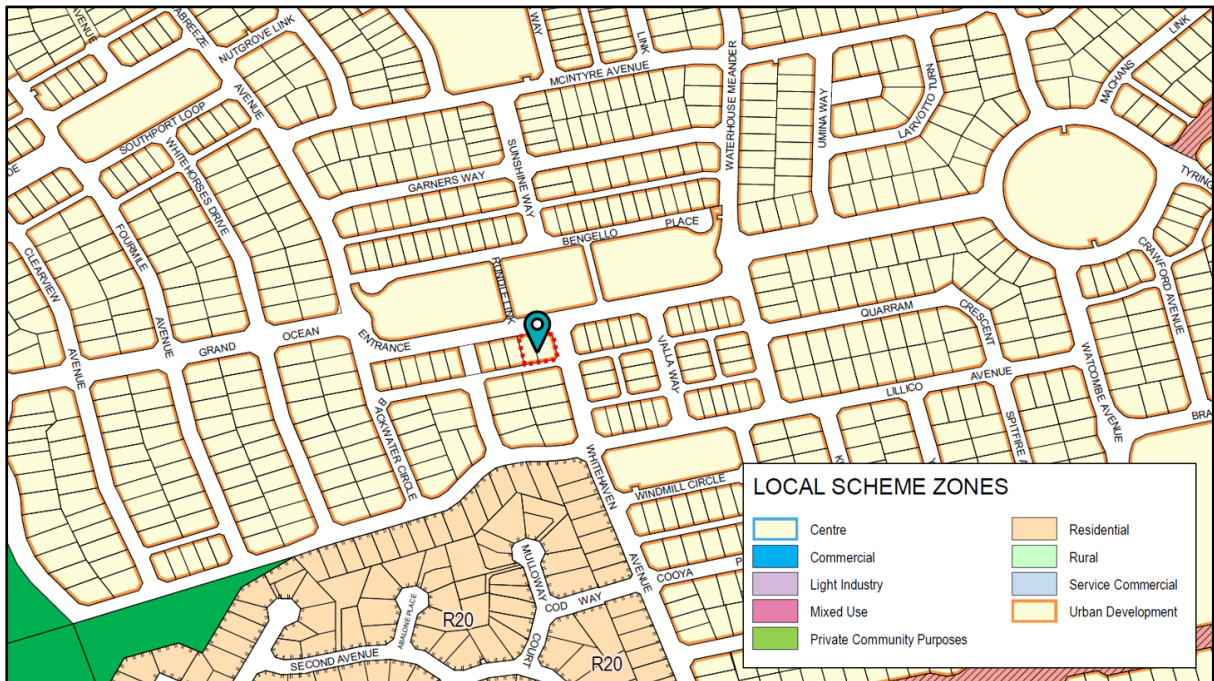 AVENUE
ABREEZE
NUTGROVE LINK
WAY
LINK
LINK
MCINTYRE AVENUE
WATERHOUSE MEANDER
UMINA WAY
LARVOTTO TURN
MACHANS
AVENUE
SOUTHPORT LOOP
WHITEHORSES DRIVE
SUNSHINE WAY
GARNERS WAY
DE
TYRING
FOURMILE
BENGELLO PLACE
CLEARVIEW
RUNDLE LINK
CRAWFORD AVENUE
QUARRAM
CRESCENT
OCEAN
ENTRANCE
GRAND
AVENUE
AVENUE
VALLA WAY
WATCOMBE AVENUE
AVENUE
LILLICO
BACKWATER CIRCLE
SPITFIRE A
BRA
WHITEHAVEN
K
Y
WINDMILL CIRCLE
MULLOWAY
AVENUE
COOYA P
COD WAY
ABALONE PLACE
R20
COURT
SECOND AVENUE
R20
LOCAL SCHEME ZONES
Centre
Commercial
Light Industry
Mixed Use
Private Community Purposes
Residential
Rural
Service Commercial
Urban Development